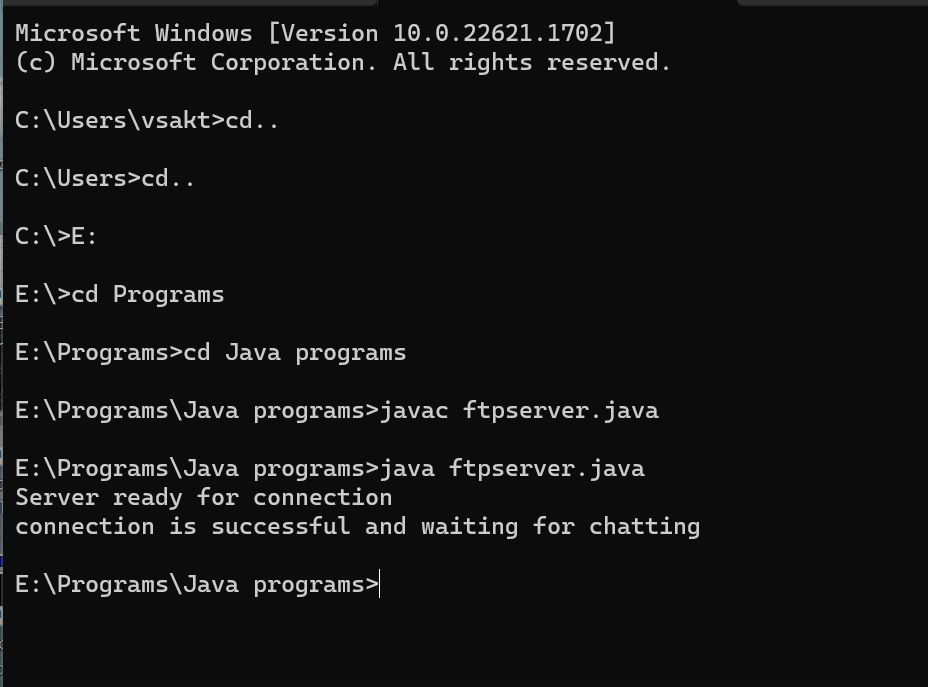 Microsoft Windows [Version 10.0.22621.1702]
(c) Microsoft Corporation. All rights reserved.
C:\Users\vsakt>cd..
C:\Users>cd..
C:\>E:
E:\>cd Programs
E:\Programs>cd Java programs
E:\Programs\Java programs>javac ftpserver.java
E:\Programs\Java programs>java ftpserver.java
Server ready for connection
connection is successful and waiting for chatting
E:\Programs\Java programs>